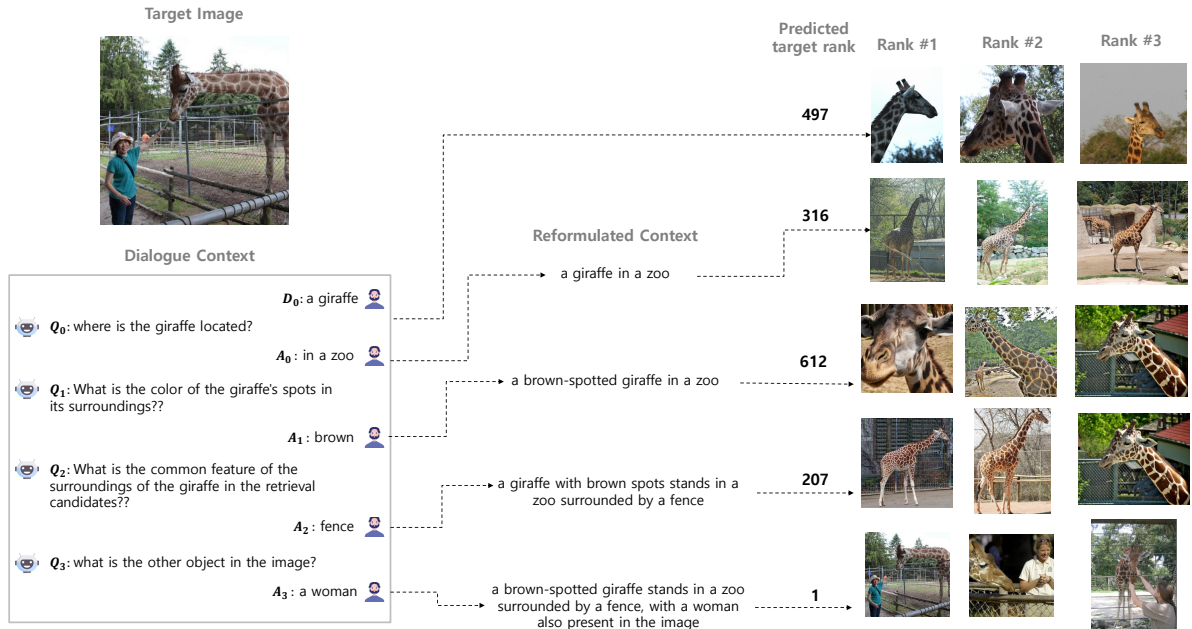 Target Image
Predicted
target rank
Rank #1
Rank #2
Rank #3
497
316
Dialogue Context
Reformulated Context
D0: a giraffe
Q0: where is the giraffe located?
A0 : in a zoo
a giraffe in a zoo
Q1: What is the color of the giraffe's spots in
its surroundings??
A1 : brown
a brown-spotted giraffe in a zoo
612
Q2: What is the common feature of the
surroundings of the giraffe in the retrieval
candidates??
A2 : fence
a giraffe with brown spots stands in a
zoo surrounded by a fence
207
Q3: what is the other object in the image?
A3 : a woman
a brown-spotted giraffe stands in a zoo
surrounded by a fence, with a woman
also present in the image
1